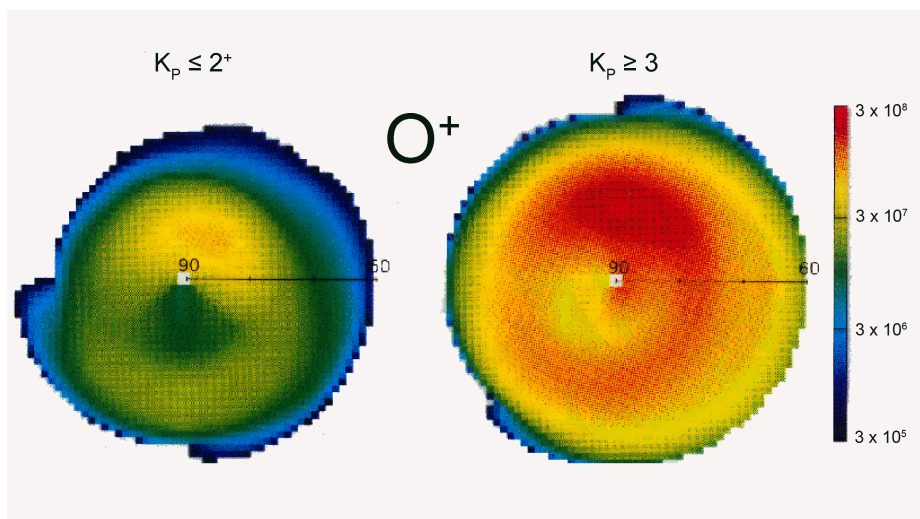 K_P ≤ 2⁺
K_P ≥ 3
O⁺
3 x 10⁸
3 x 10⁷
3 x 10⁶
3 x 10⁵
90
60
90
60